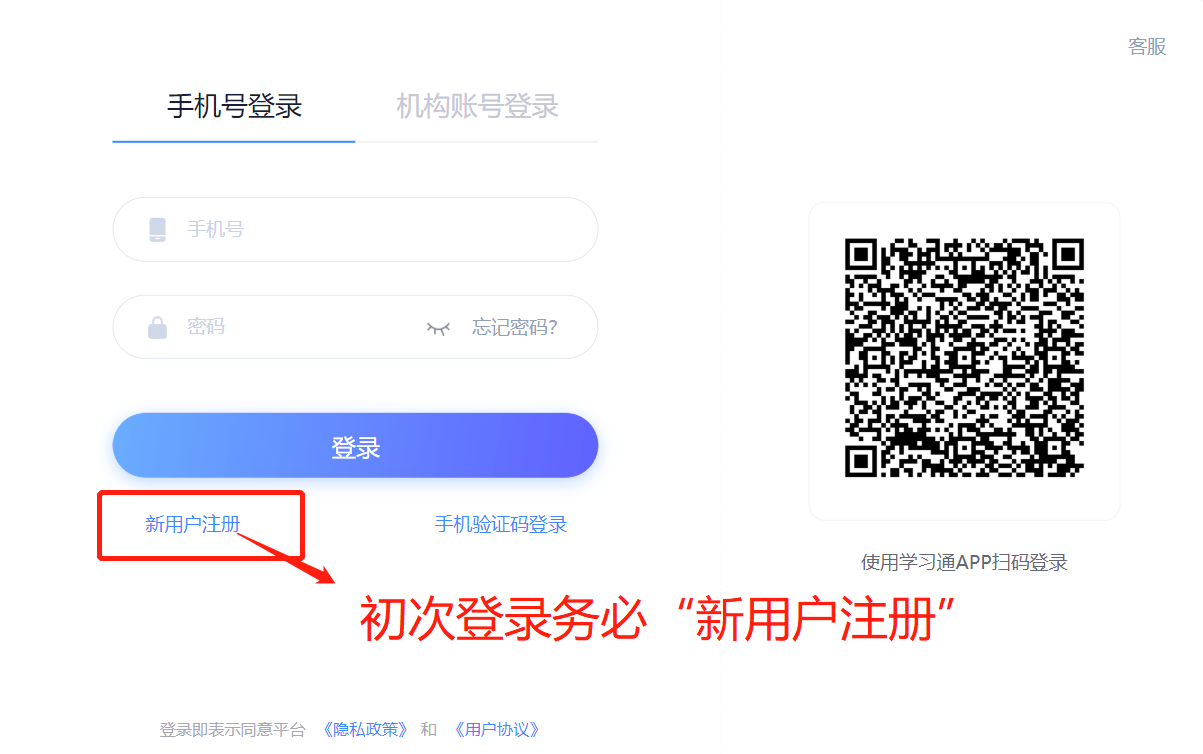 客服
手机号登录
机构账号登录
手机号
密码
忘记密码?
登录
新用户注册
手机验证码登录
使用学习通APP扫码登录
初次登录务必“新用户注册”
登录即表示同意平台 《隐私政策》 和 《用户协议》